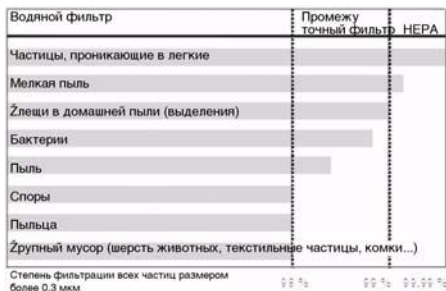 Водяной фильтр
Промежу
точный фильтр HEPA
Частицы, проникающие в легкие
Мелкая пыль
Žлещи в домашней пыли (выделения)
Бактерии
Пыль
Споры
Пыльца
Žрупный мусор (шерсть животных, текстильные частицы, комки...)
Степень фильтрации всех частиц размером
более 0,3 мкм